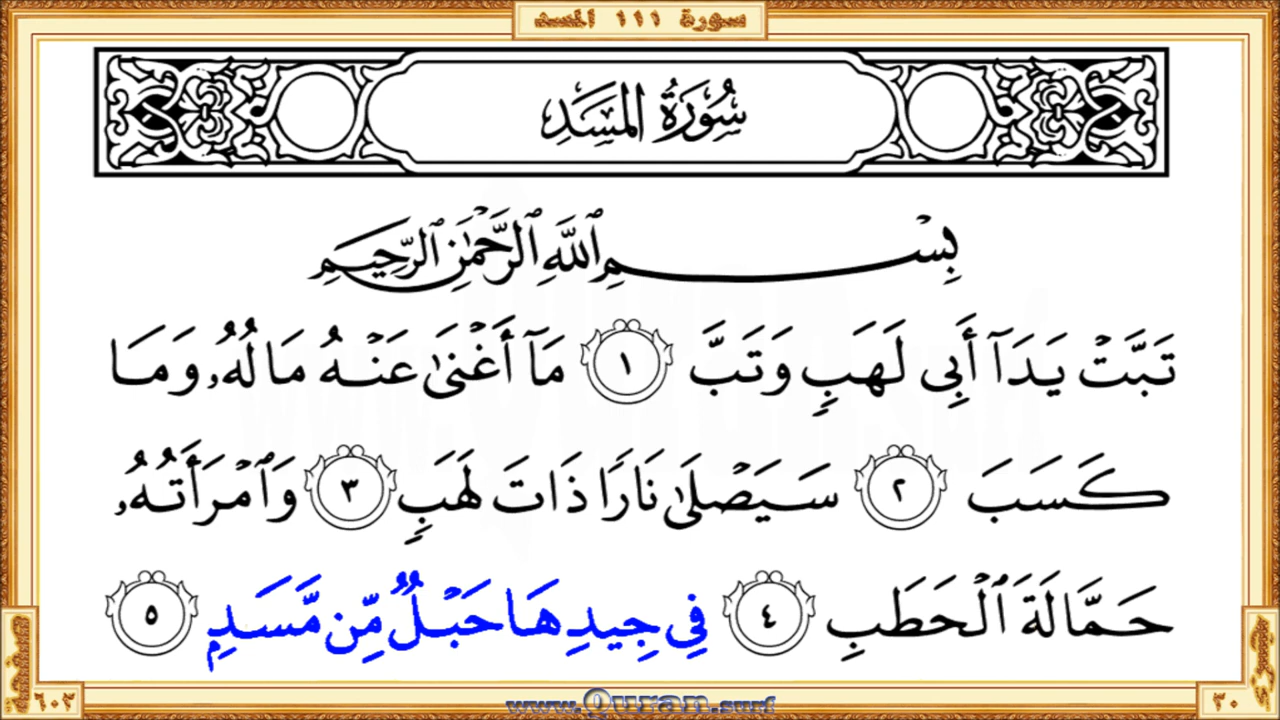 سورة ١١١ المسد
سُورَةُ المَسَدِ
بِسْمِ ٱللَّهِ ٱلرَّحْمَٰنِ ٱلرَّحِيمِ
تَبَّتْ يَدَآ أَبِى لَهَبٍ وَتَبَّ ١ مَآ أَغْنَىٰ عَنْهُ مَالُهُۥ وَمَا
كَسَبَ ٢ سَيَصْلَىٰ نَارًا ذَاتَ لَهَبٍ ٣ وَٱمْرَأَتُهُۥ
حَمَّالَةَ ٱلْحَطَبِ ٤ فِى جِيدِهَا حَبْلٌ مِّن مَّسَدٍ ٥
٦٠٢
www.Quran.surf
٣٠